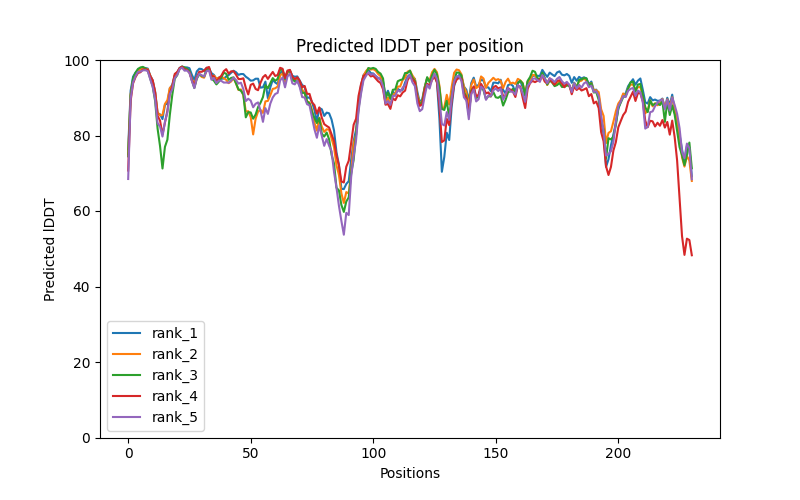 Predicted lDDT per position
100
80
60
40
20
0
Predicted lDDT
rank_1
rank_2
rank_3
rank_4
rank_5
0 50 100 150 200
Positions